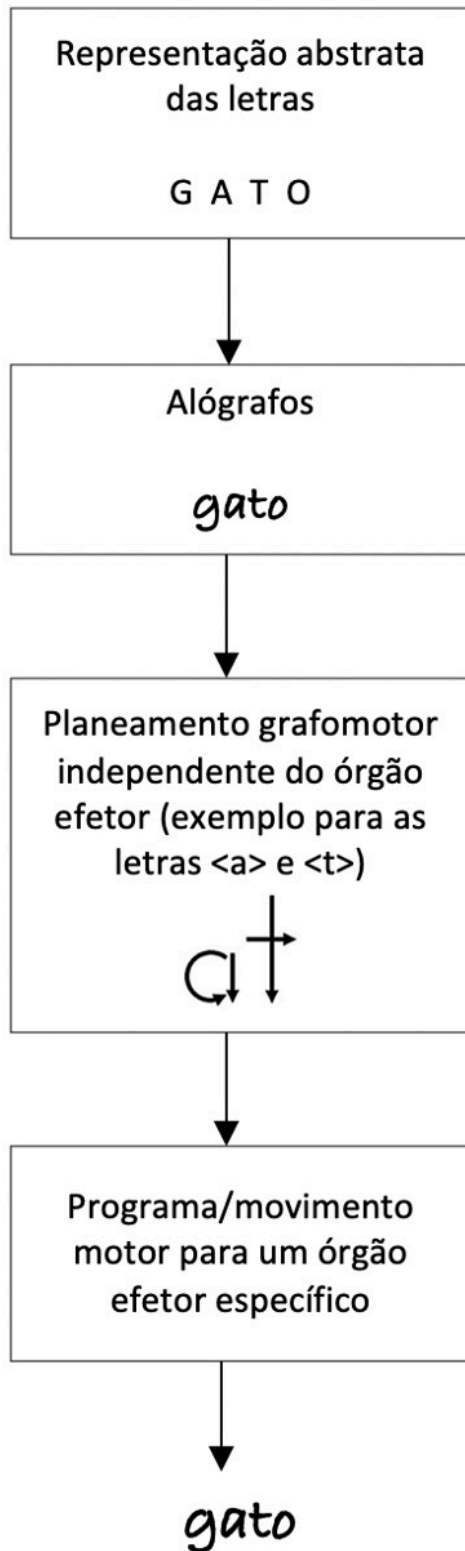 Representação abstrata
das letras
G A T O
Alógrafos
gato
Planeamento grafomotor
independente do órgão
efetor (exemplo para as
letras <a> e <t>)
Programa/movimento
motor para um órgão
efetor específico
gato